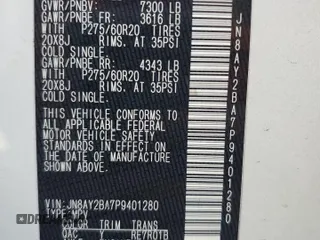 GVWR/PNBV: 7300 LB
GAWR/PNBE FR: 3616 LB
WITH P275/60R20 TIRES
20X8J RIMS. AT 35PSI
COLD SINGLE.
GAWR/PNBE RR: 4343 LB
WITH P275/60R20 TIRES
20X8J RIMS. AT 35PSI
COLD SINGLE.
THIS VEHICLE CONFORMS TO
ALL APPLICABLE FEDERAL
MOTOR VEHICLE SAFETY
STANDARDS IN EFFECT ON
THE DATE OF MANUFACTURE
SHOWN ABOVE.
VIN:JN8AY2BA7P9401280
TYPE:MPV
COLOR TRIM TRANS
QAC Y RE7R01B
JN8AY2BA7P9401280